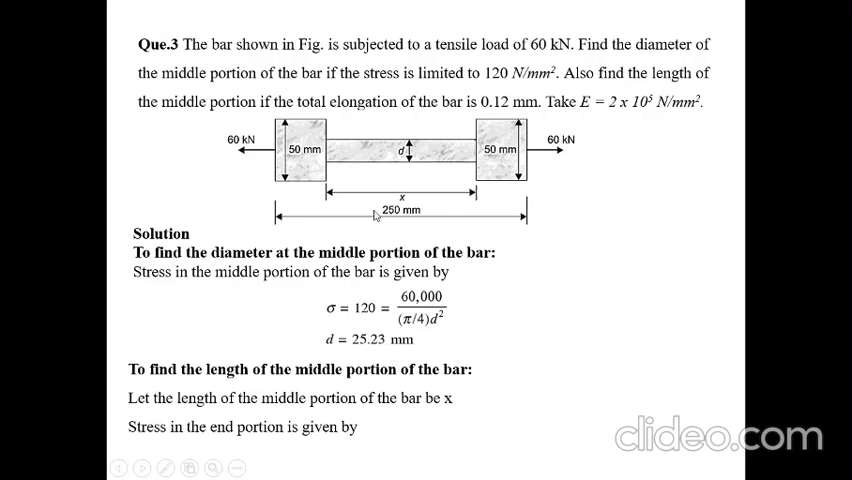 Que.3 The bar shown in Fig. is subjected to a tensile load of 60 kN. Find the diameter of
the middle portion of the bar if the stress is limited to 120 N/mm². Also find the length of
the middle portion if the total elongation of the bar is 0.12 mm. Take E = 2 x 10⁵ N/mm².
60 kN 50 mm d 50 mm 60 kN
x
250 mm
Solution
To find the diameter at the middle portion of the bar:
Stress in the middle portion of the bar is given by
σ = 120 = 60,000 / (π/4)d²
d = 25.23 mm
To find the length of the middle portion of the bar:
Let the length of the middle portion of the bar be x
Stress in the end portion is given by
clideo.com